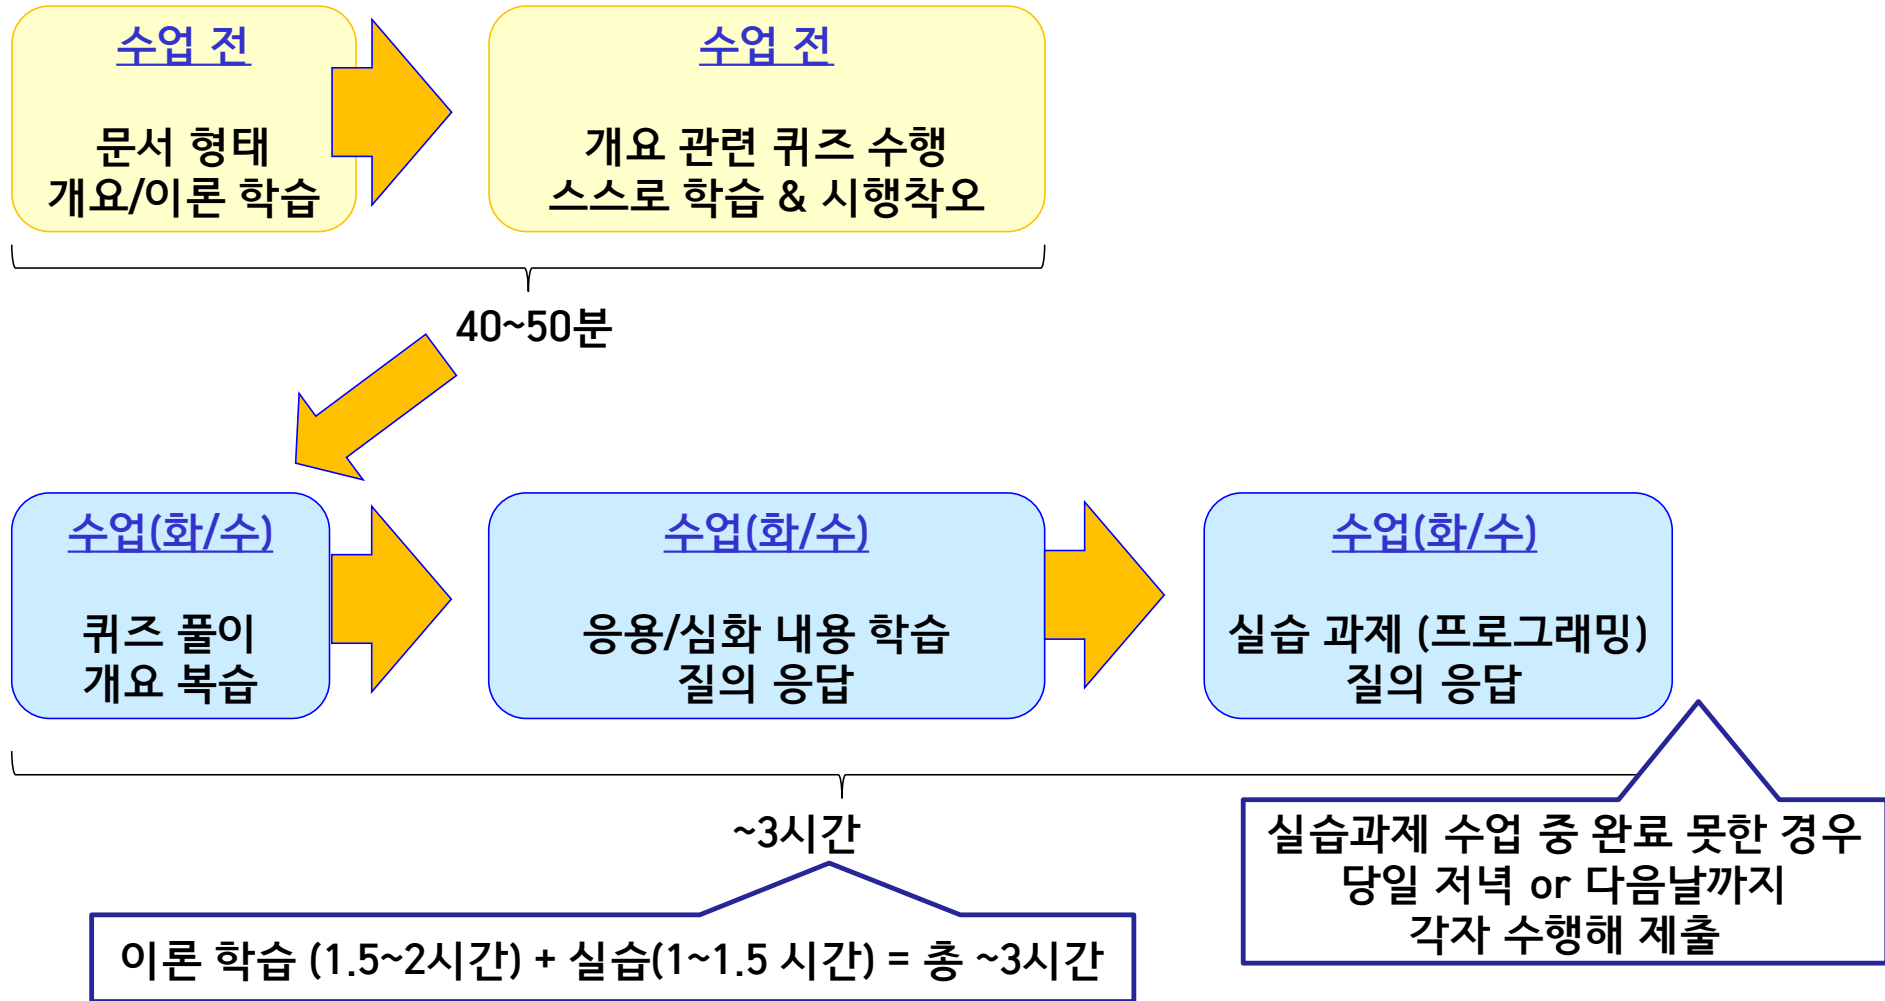 수업 전
문서 형태
개요/이론 학습
수업 전
개요 관련 퀴즈 수행
스스로 학습 & 시행착오
40~50분
수업(화/수)
퀴즈 풀이
개요 복습
수업(화/수)
응용/심화 내용 학습
질의 응답
수업(화/수)
실습 과제 (프로그래밍)
질의 응답
~3시간
이론 학습 (1.5~2시간) + 실습(1~1.5 시간) = 총 ~3시간
실습과제 수업 중 완료 못한 경우
당일 저녁 or 다음날까지
각자 수행해 제출